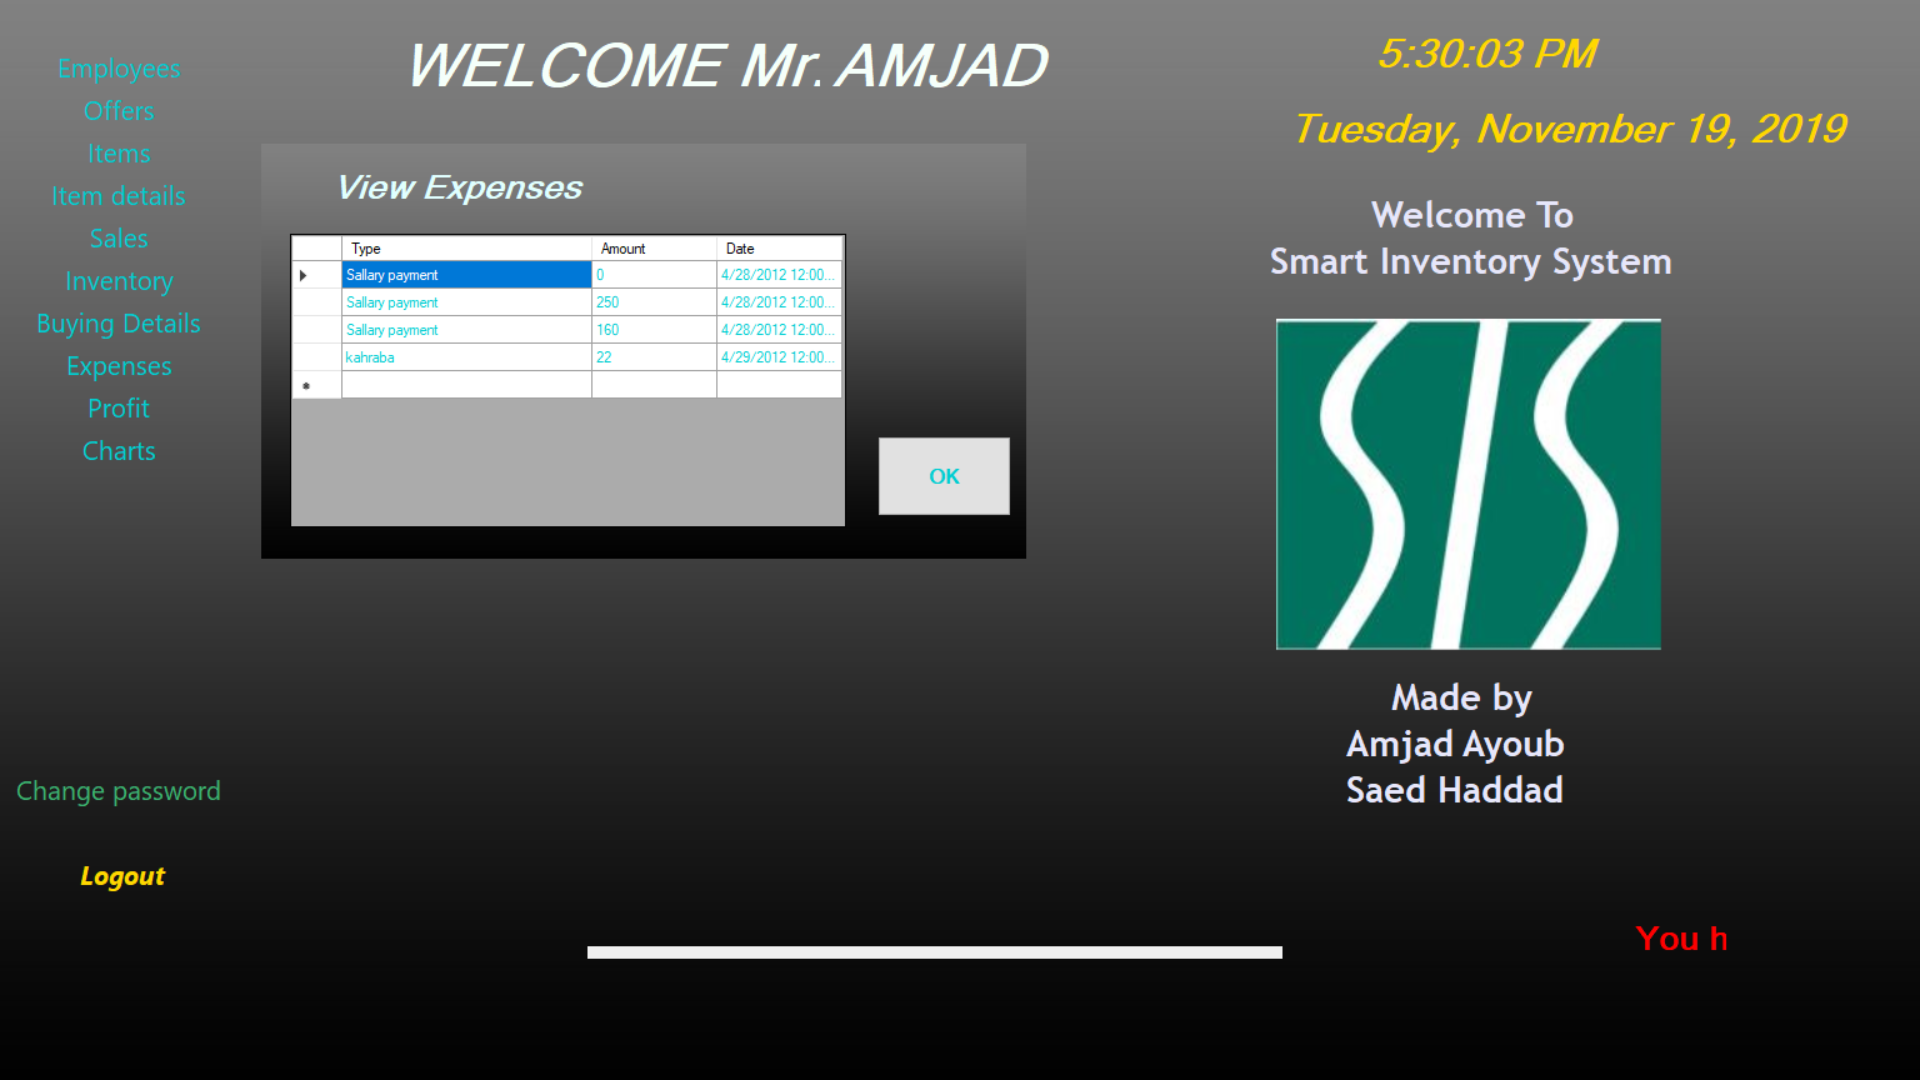 WELCOME Mr. AMJAD
5:30:03 PM
Tuesday, November 19, 2019
Employees
Offers
Items
Item details
Sales
Inventory
Buying Details
Expenses
Profit
Charts
Change password
Logout
View Expenses
Type Amount Date
Sallary payment 0 4/28/2012 12:00...
Sallary payment 250 4/28/2012 12:00...
Sallary payment 160 4/28/2012 12:00...
kahraba 22 4/29/2012 12:00...
OK
Welcome To
Smart Inventory System
SIS
Made by
Amjad Ayoub
Saed Haddad
You h